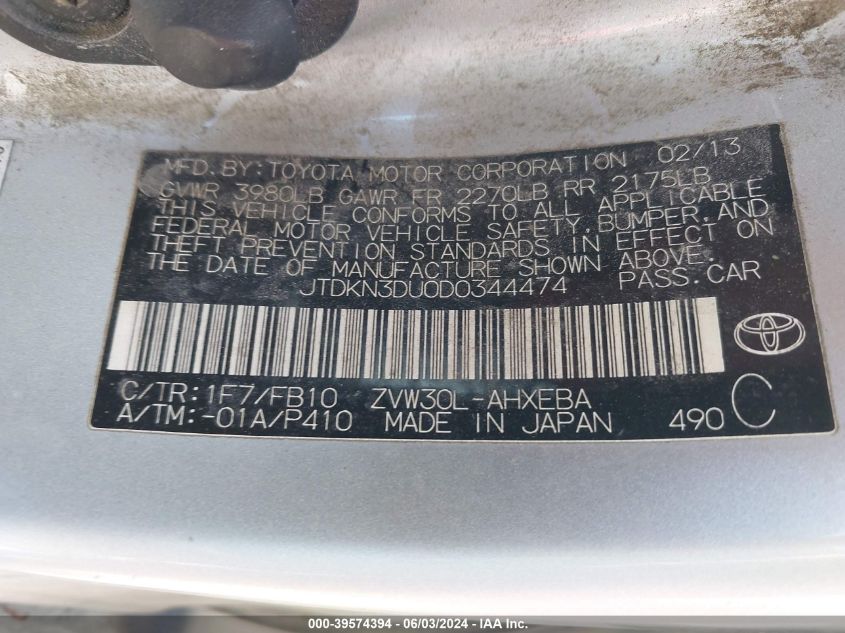 MFD. BY: TOYOTA MOTOR CORPORATION 02/13
GVWR 3980LB GAWR FR 2270LB RR 2175LB
THIS VEHICLE CONFORMS TO ALL APPLICABLE
FEDERAL MOTOR VEHICLE SAFETY, BUMPER, AND
THEFT PREVENTION STANDARDS IN EFFECT ON
THE DATE OF MANUFACTURE SHOWN ABOVE.
JTDKN3DU0D0344474 PASS. CAR
C/TR: 1F7/FB10 ZVW30L-AHXEBA
A/TM: -01A/P410 MADE IN JAPAN 490 C
000-39574394 / 06/03/2024 - IAA Inc.